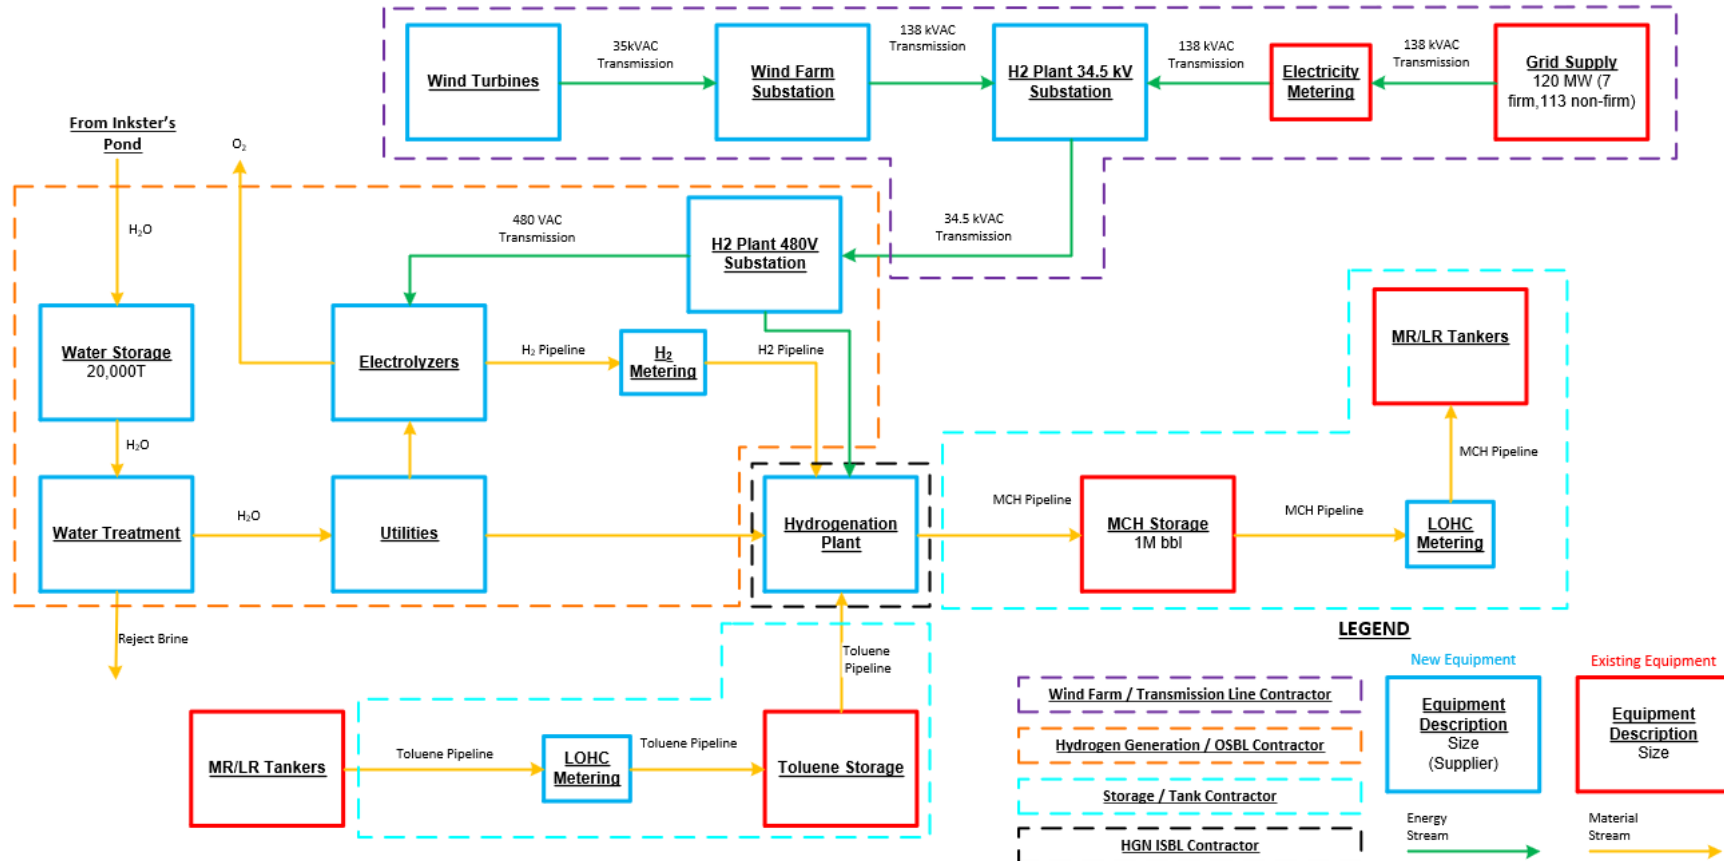 35kVAC
Transmission
138 kVAC
Transmission
138 kVAC
Transmission
138 kVAC
Transmission
Wind Turbines
Wind Farm
Substation
H2 Plant 34.5 kV
Substation
Electricity
Metering
Grid Supply
120 MW (7
firm,113 non-firm)
From Inkster's
Pond
O₂
H₂O
480 VAC
Transmission
H2 Plant 480V
Substation
34.5 kVAC
Transmission
Water Storage
20,000T
Electrolyzers
H₂ Pipeline
H₂
Metering
H2 Pipeline
MR/LR Tankers
H₂O
MCH Pipeline
Water Treatment
H₂O
Utilities
Hydrogenation
Plant
MCH Pipeline
MCH Storage
1M bbl
MCH Pipeline
LOHC
Metering
Reject Brine
Toluene
Pipeline
MR/LR Tankers
Toluene Pipeline
LOHC
Metering
Toluene Pipeline
Toluene Storage
LEGEND
New Equipment
Existing Equipment
Wind Farm / Transmission Line Contractor
Hydrogen Generation / OSBL Contractor
Storage / Tank Contractor
HGN ISBL Contractor
Equipment
Description
Size
(Supplier)
Equipment
Description
Size
Energy
Stream
Material
Stream